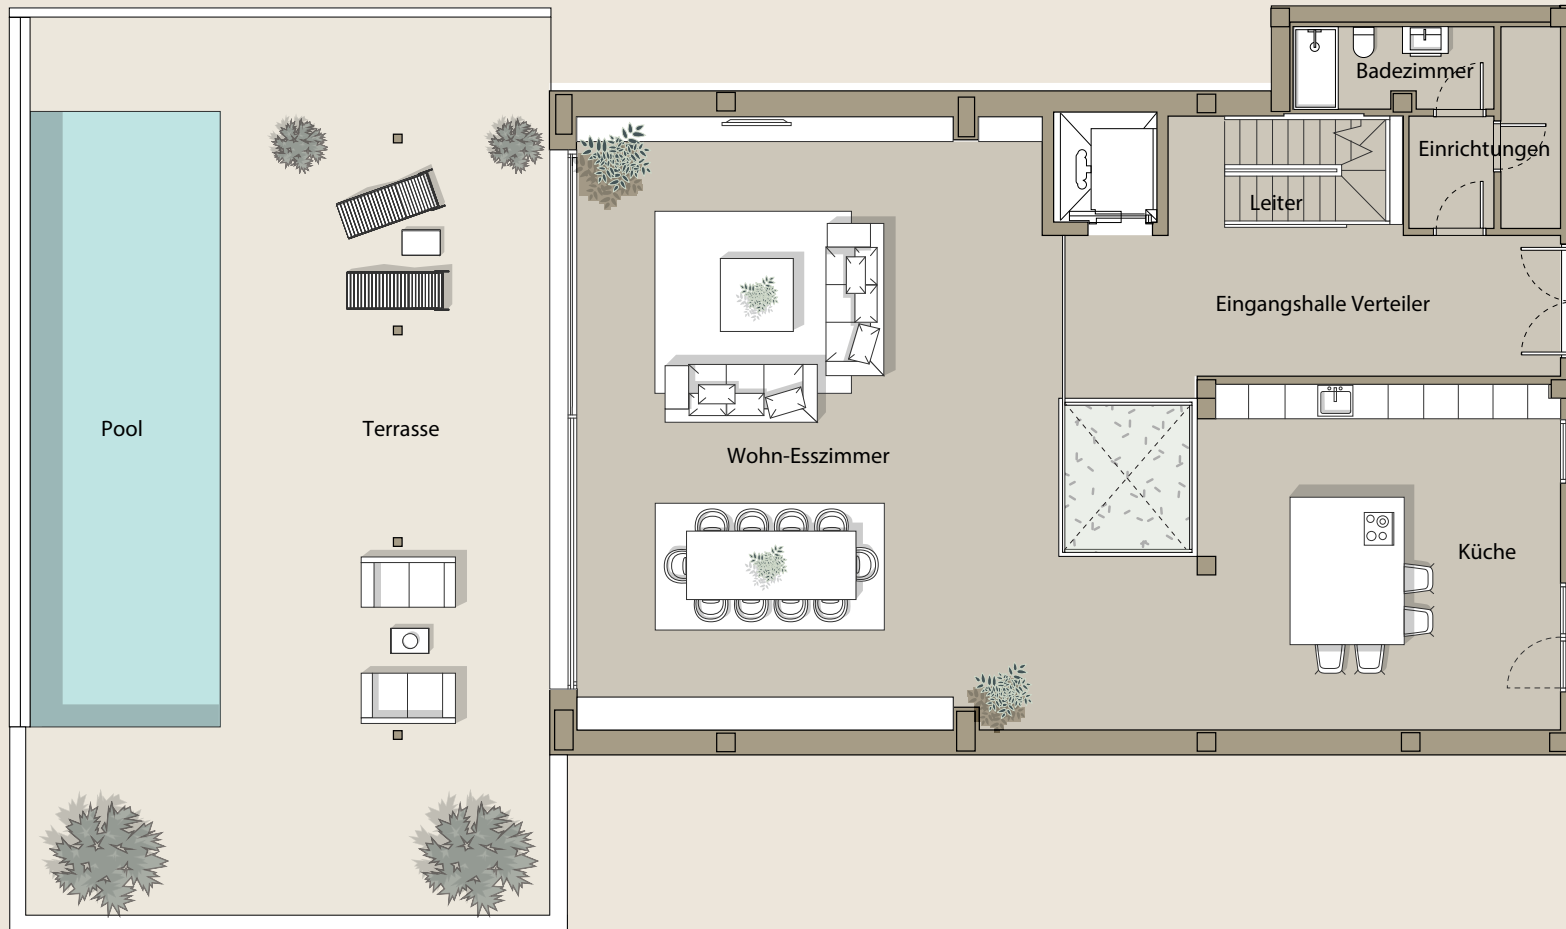 Badezimmer
Einrichtungen
Leiter
Eingangshalle Verteiler
Pool
Terrasse
Wohn-Esszimmer
Küche